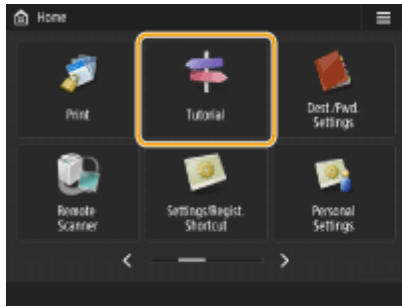 Home
Print
Tutorial
Dest./Fwd.
Settings
Remote
Scanner
Settings/Regist.
Shortcut
Personal
Settings